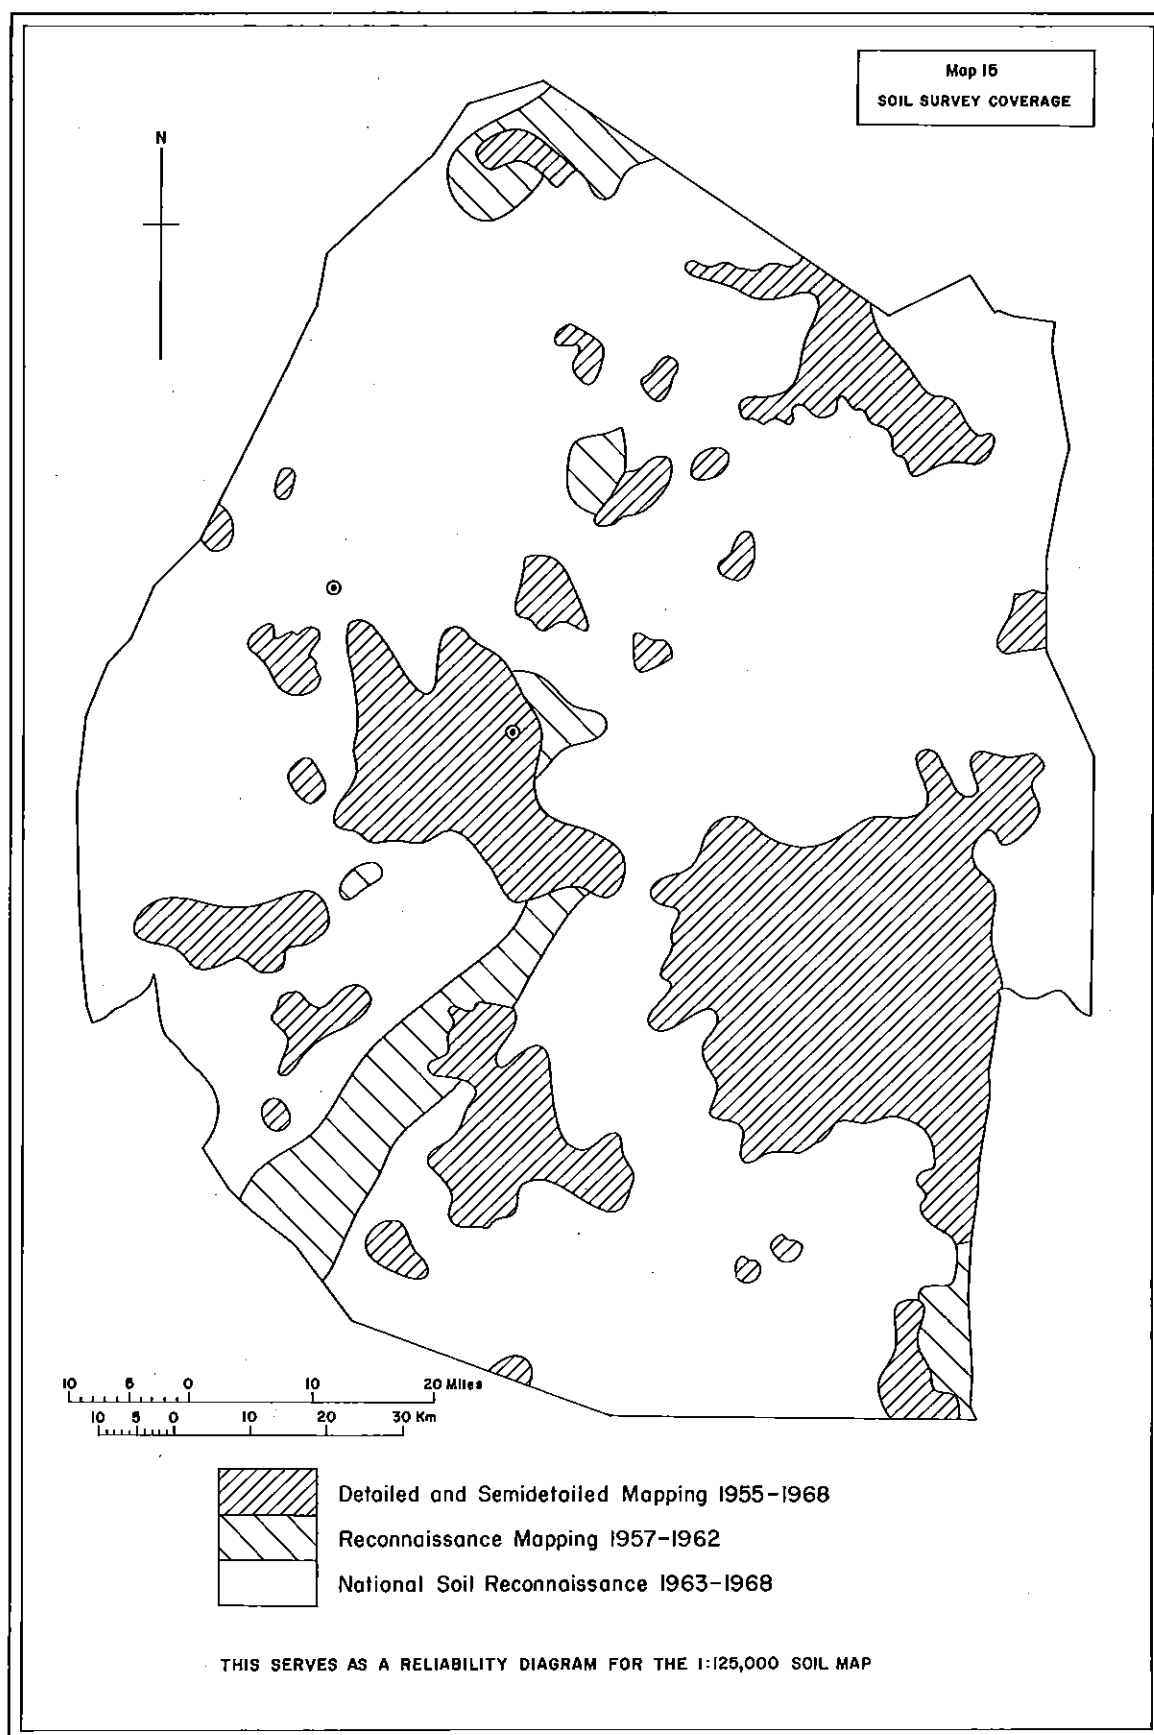 Map 15
SOIL SURVEY COVERAGE
N
10 5 0 10 20 Miles
10 5 0 10 20 30 Km
Detailed and Semidetailed Mapping 1955-1968
Reconnaissance Mapping 1957-1962
National Soil Reconnaissance 1963-1968
THIS SERVES AS A RELIABILITY DIAGRAM FOR THE 1:125,000 SOIL MAP